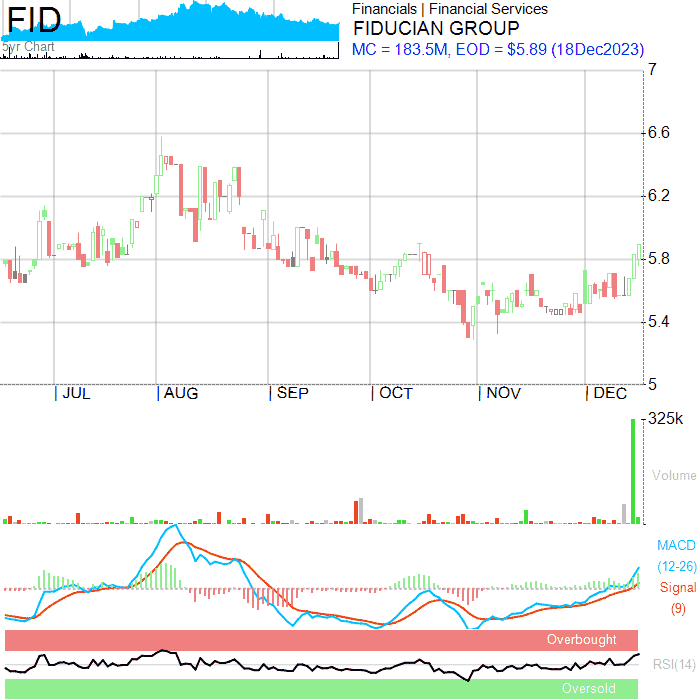 FID
5yr Chart
Financials | Financial Services
FIDUCIAN GROUP
MC = 183.5M, EOD = $5.89 (18Dec2023)
7
6.6
6.2
5.8
5.4
5
JUL
AUG
SEP
OCT
NOV
DEC
325k
Volume
MACD
(12-26)
Signal
(9)
Overbought
RSI(14)
Oversold